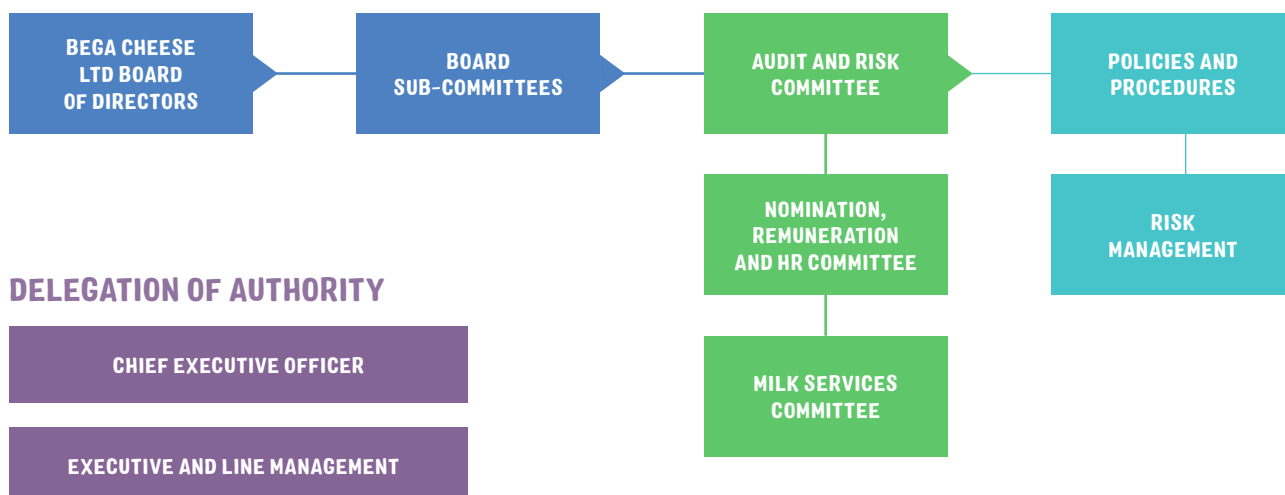 BEGA CHEESE
LTD BOARD
OF DIRECTORS
BOARD
SUB-COMMITTEES
AUDIT AND RISK
COMMITTEE
POLICIES AND
PROCEDURES
NOMINATION,
REMUNERATION
AND HR COMMITTEE
RISK
MANAGEMENT
MILK SERVICES
COMMITTEE
DELEGATION OF AUTHORITY
CHIEF EXECUTIVE OFFICER
EXECUTIVE AND LINE MANAGEMENT